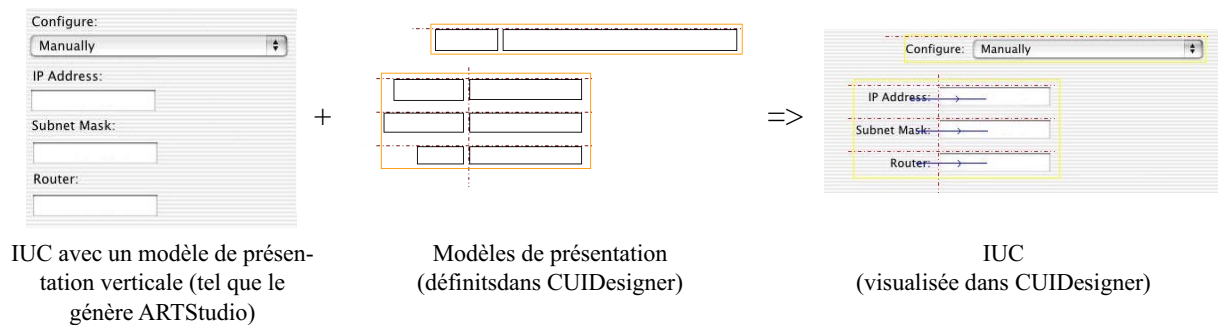 Configure:
Manually
IP Address:
Subnet Mask:
Router:
+
=>
Configure: Manually
IP Address:
Subnet Mask:
Router:
IUC avec un modèle de présen-
tation verticale (tel que le
génère ARTStudio)
Modèles de présentation
(définitsdans CUIDesigner)
IUC
(visualisée dans CUIDesigner)